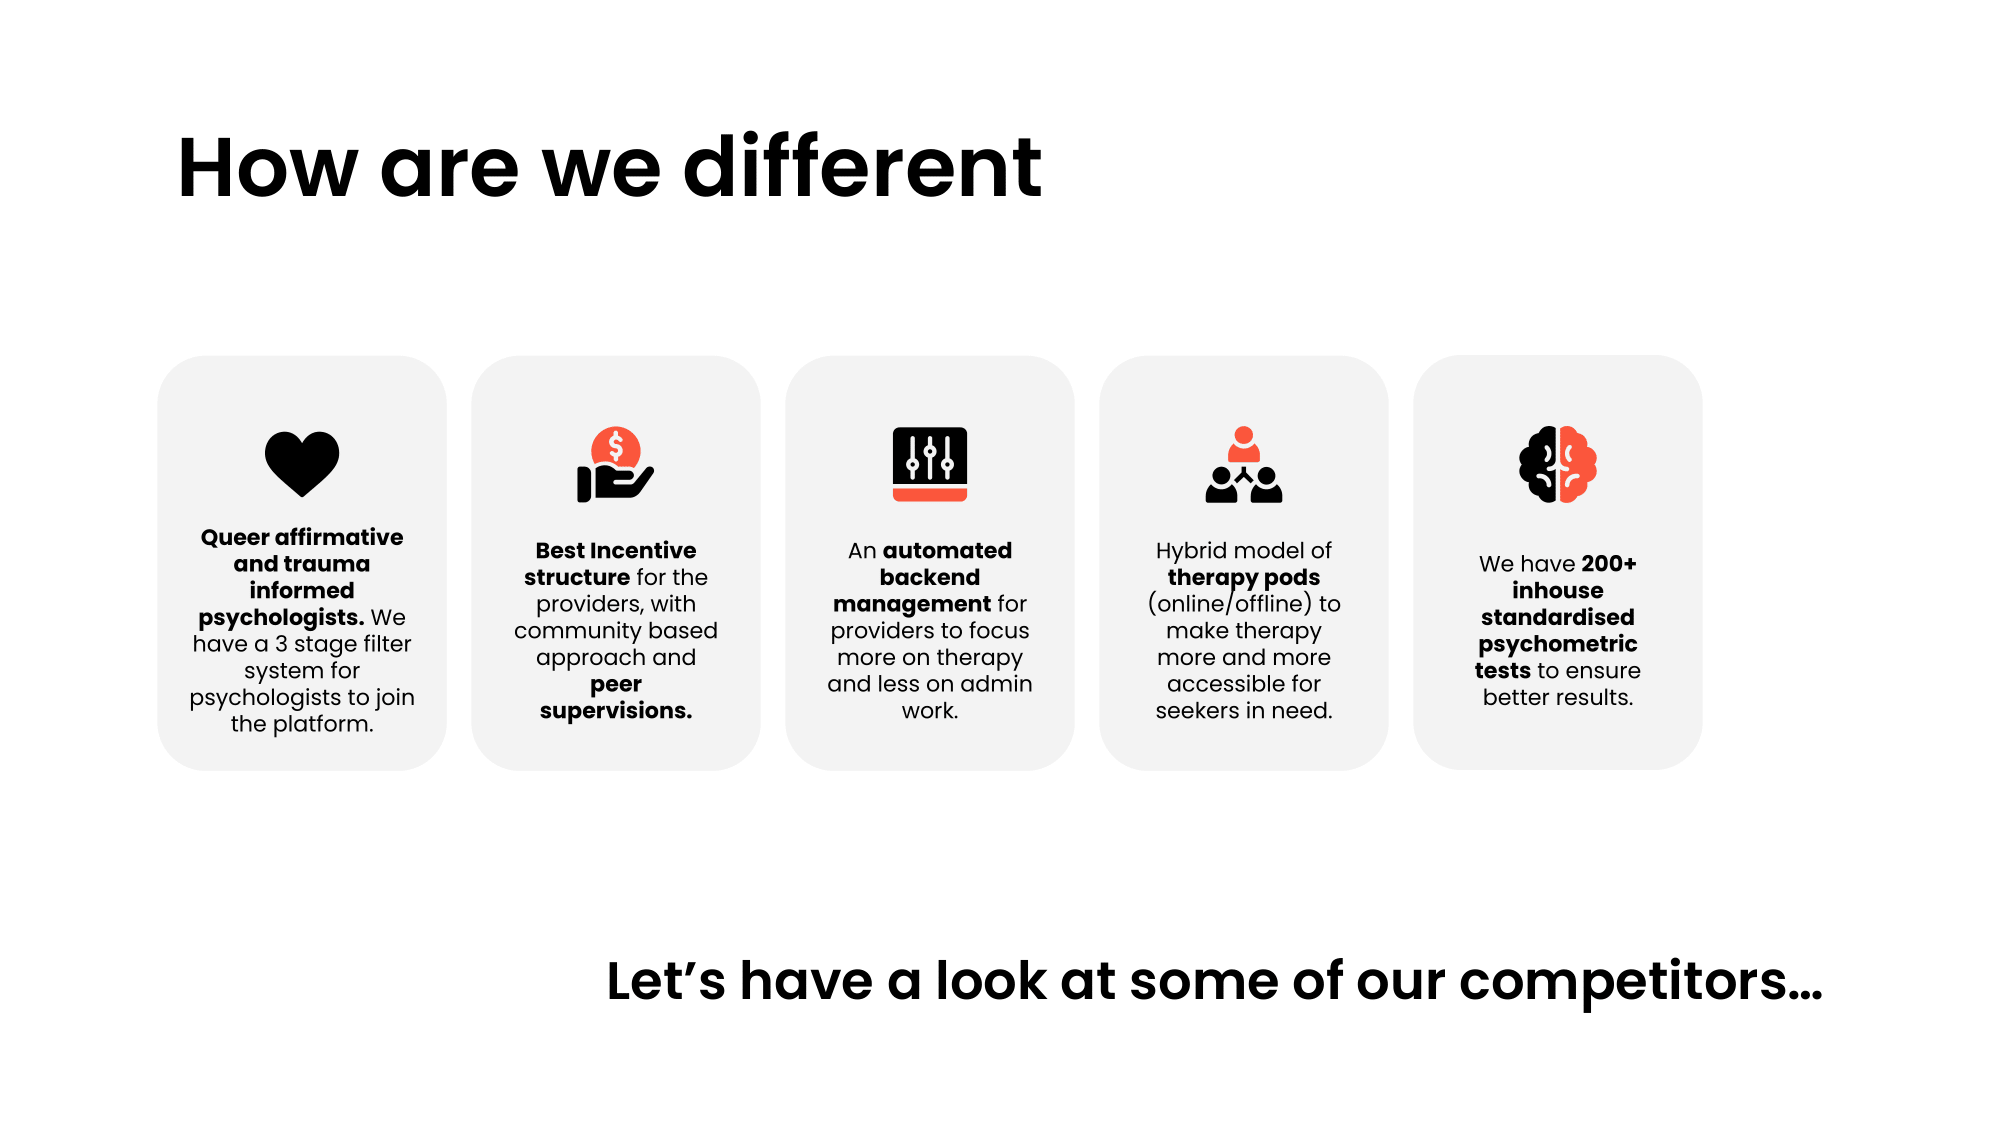 How are we different
Queer affirmative
and trauma
informed
psychologists. We
have a 3 stage filter
system for
psychologists to join
the platform.
$
Best Incentive
structure for the
providers, with
community based
approach and
peer
supervisions.
An automated
backend
management for
providers to focus
more on therapy
and less on admin
work.
Hybrid model of
therapy pods
(online/offline) to
make therapy
more and more
accessible for
seekers in need.
We have 200+
inhouse
standardised
psychometric
tests to ensure
better results.
Let’s have a look at some of our competitors...